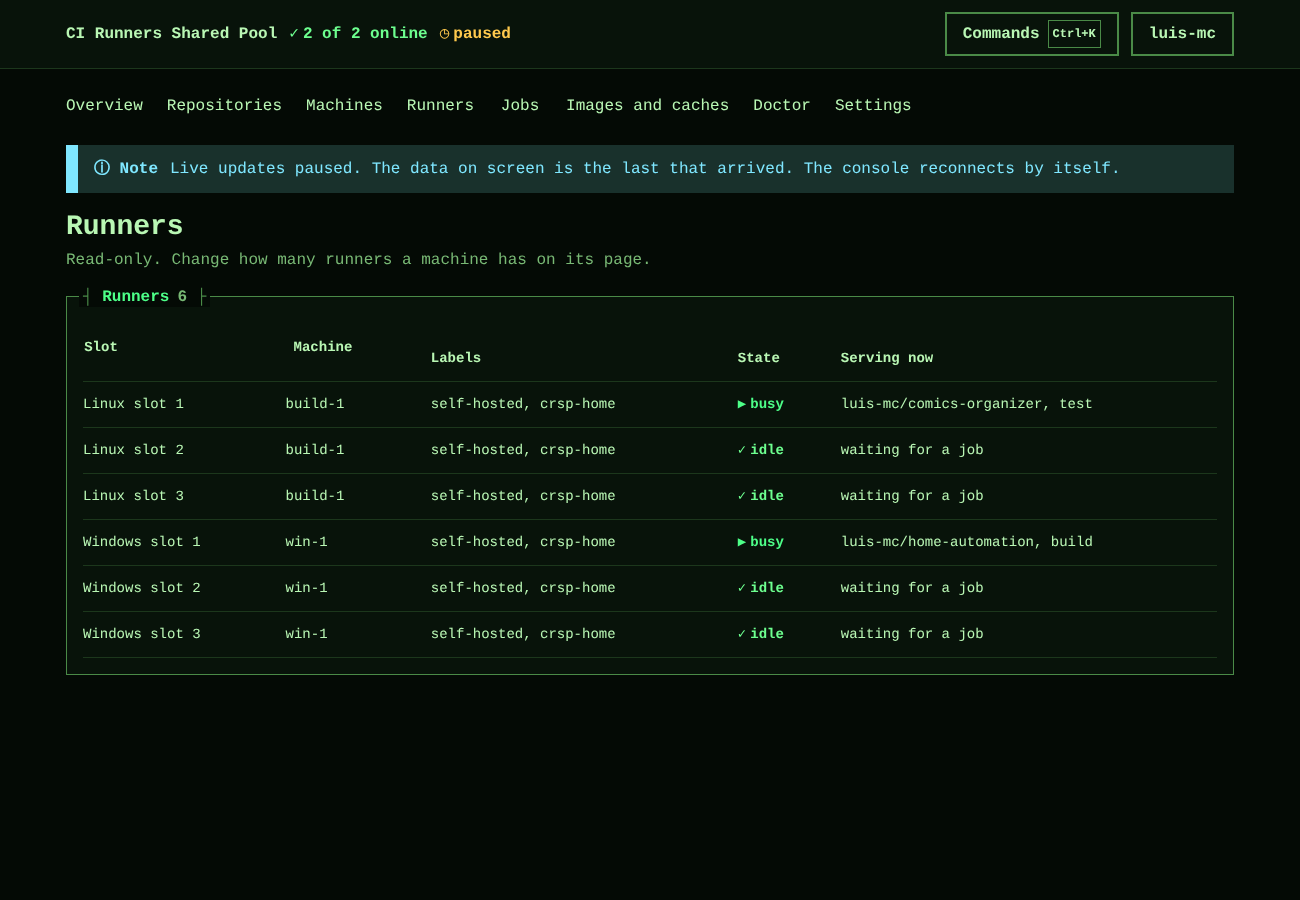 CI Runners Shared Pool ✓ 2 of 2 online ◷ paused Commands Ctrl+K luis-mc
Overview Repositories Machines Runners Jobs Images and caches Doctor Settings
ⓘ Note Live updates paused. The data on screen is the last that arrived. The console reconnects by itself.
Runners
Read-only. Change how many runners a machine has on its page.
┤ Runners 6 ├
Slot Machine Labels State Serving now
Linux slot 1 build-1 self-hosted, crsp-home ▶ busy luis-mc/comics-organizer, test
Linux slot 2 build-1 self-hosted, crsp-home ✓ idle waiting for a job
Linux slot 3 build-1 self-hosted, crsp-home ✓ idle waiting for a job
Windows slot 1 win-1 self-hosted, crsp-home ▶ busy luis-mc/home-automation, build
Windows slot 2 win-1 self-hosted, crsp-home ✓ idle waiting for a job
Windows slot 3 win-1 self-hosted, crsp-home ✓ idle waiting for a job